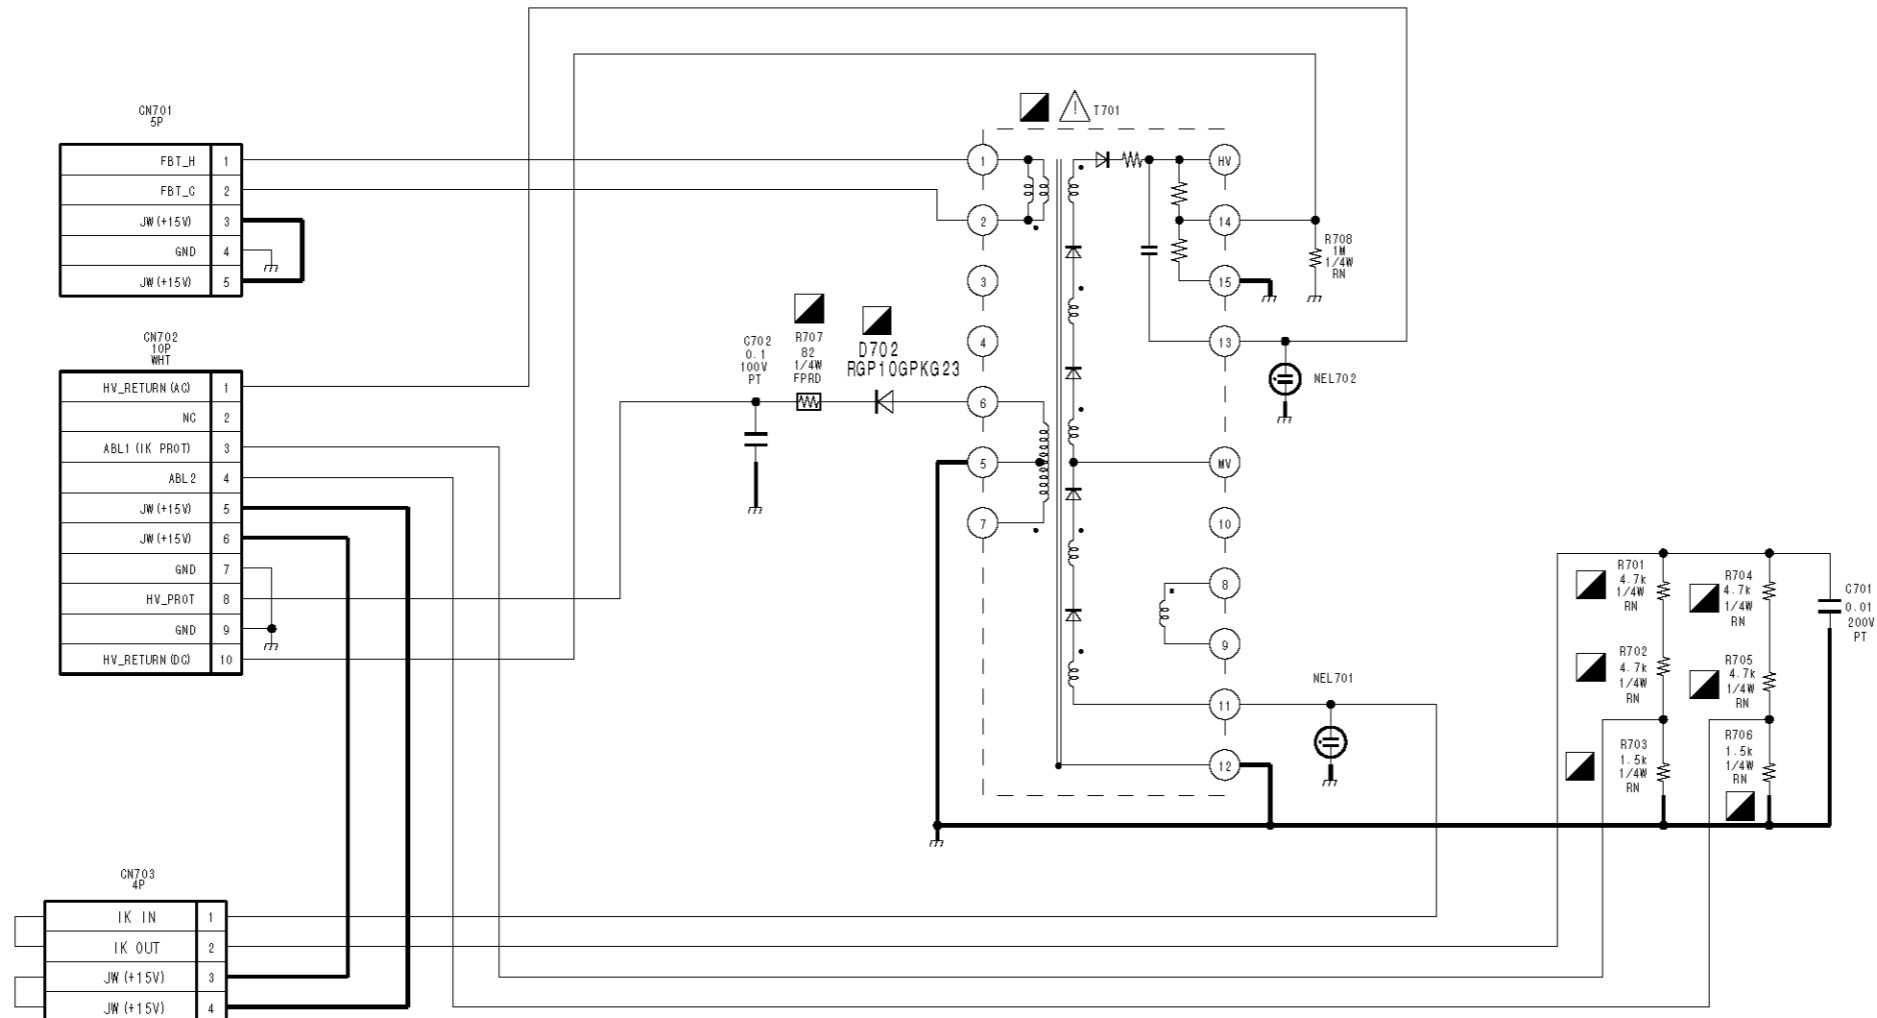 CN701
5P
FBT_H 1
FBT_C 2
JW(+15V) 3
GND 4
JW(+15V) 5
CN702
10P
WHT
HV_RETURN(AC) 1
NC 2
ABL1(IK PROT) 3
ABL2 4
JW(+15V) 5
JW(+15V) 6
GND 7
HV_PROT 8
GND 9
HV_RETURN(DC) 10
CN703
4P
IK IN 1
IK OUT 2
JW(+15V) 3
JW(+15V) 4
C702
0.1
100V
PT
R707
82
1/4W
FPRD
D702
RGP10GPKG23
!
T701
1
2
3
4
6
5
7
HV
14
15
13
MV
10
8
9
11
12
R708
1M
1/4W
RN
NEL702
NEL701
R701
4.7k
1/4W
RN
R702
4.7k
1/4W
RN
R703
1.5k
1/4W
RN
R704
4.7k
1/4W
RN
R705
4.7k
1/4W
RN
R706
1.5k
1/4W
RN
C701
0.01
200V
PT